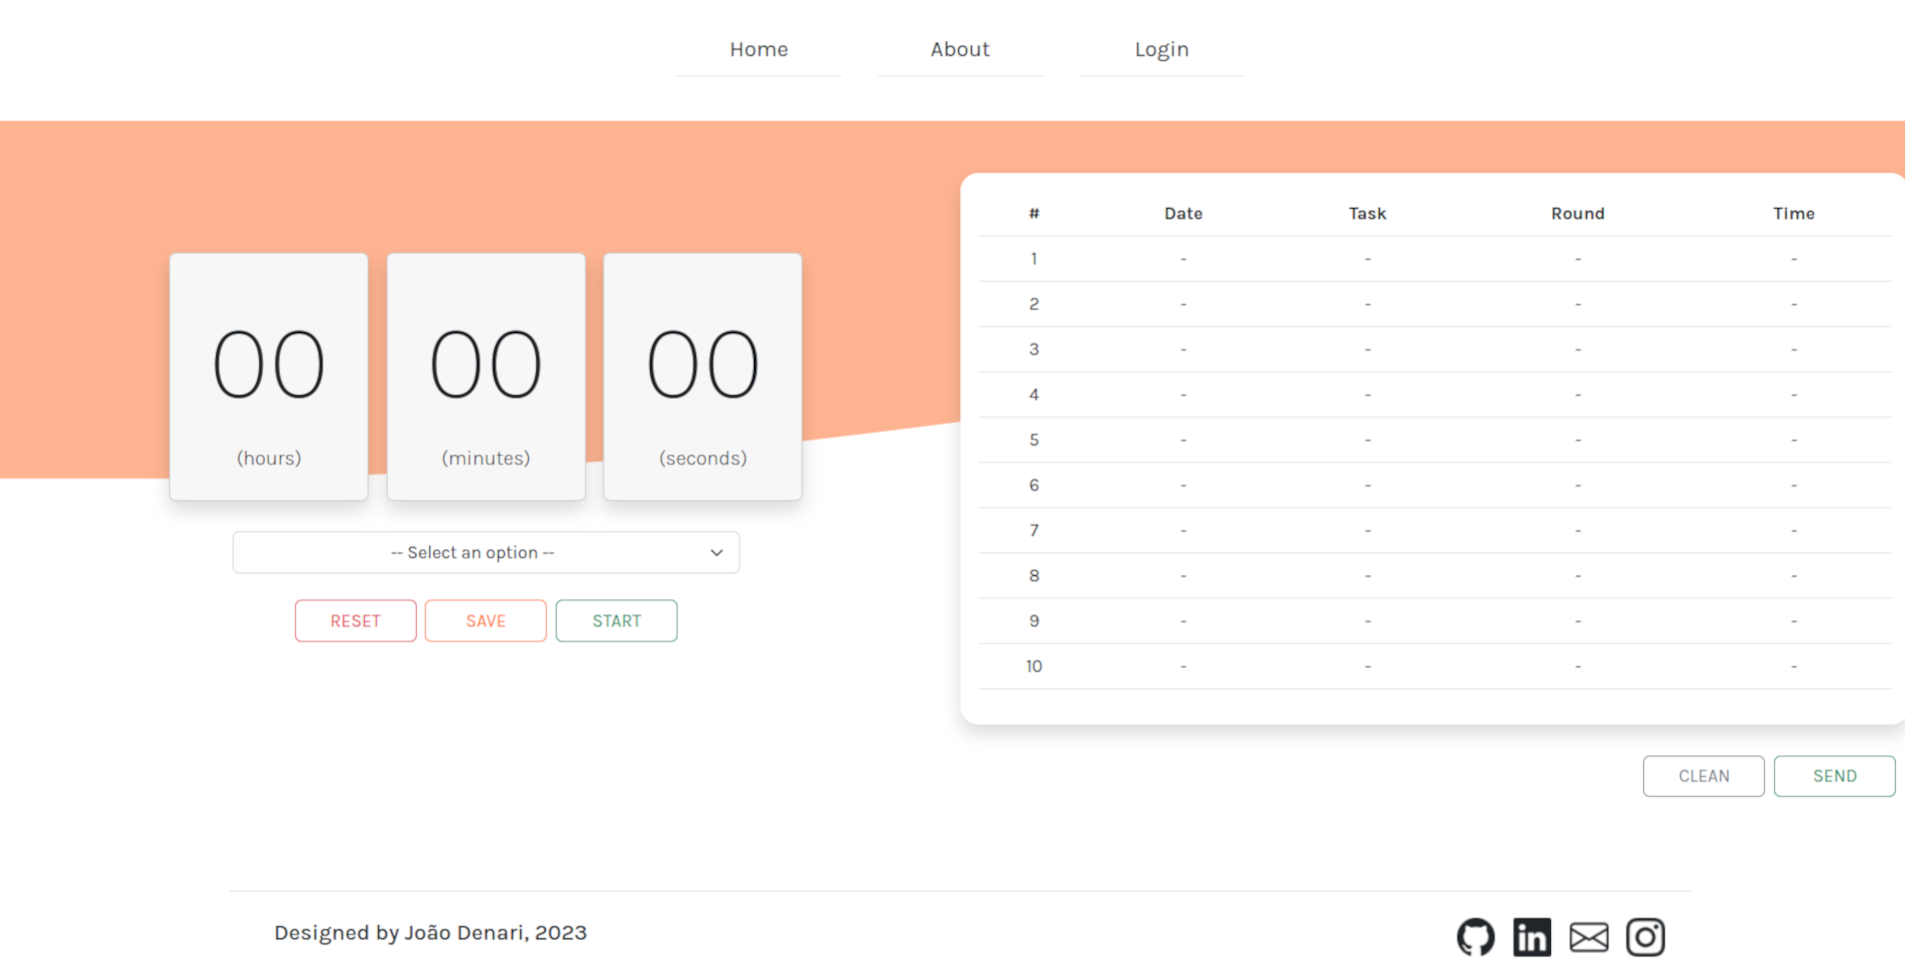 Home About Login
00 00 00
(hours) (minutes) (seconds)
-- Select an option --
RESET SAVE START
# Date Task Round Time
1 - - - -
2 - - - -
3 - - - -
4 - - - -
5 - - - -
6 - - - -
7 - - - -
8 - - - -
9 - - - -
10 - - - -
CLEAN SEND
Designed by João Denari, 2023
in